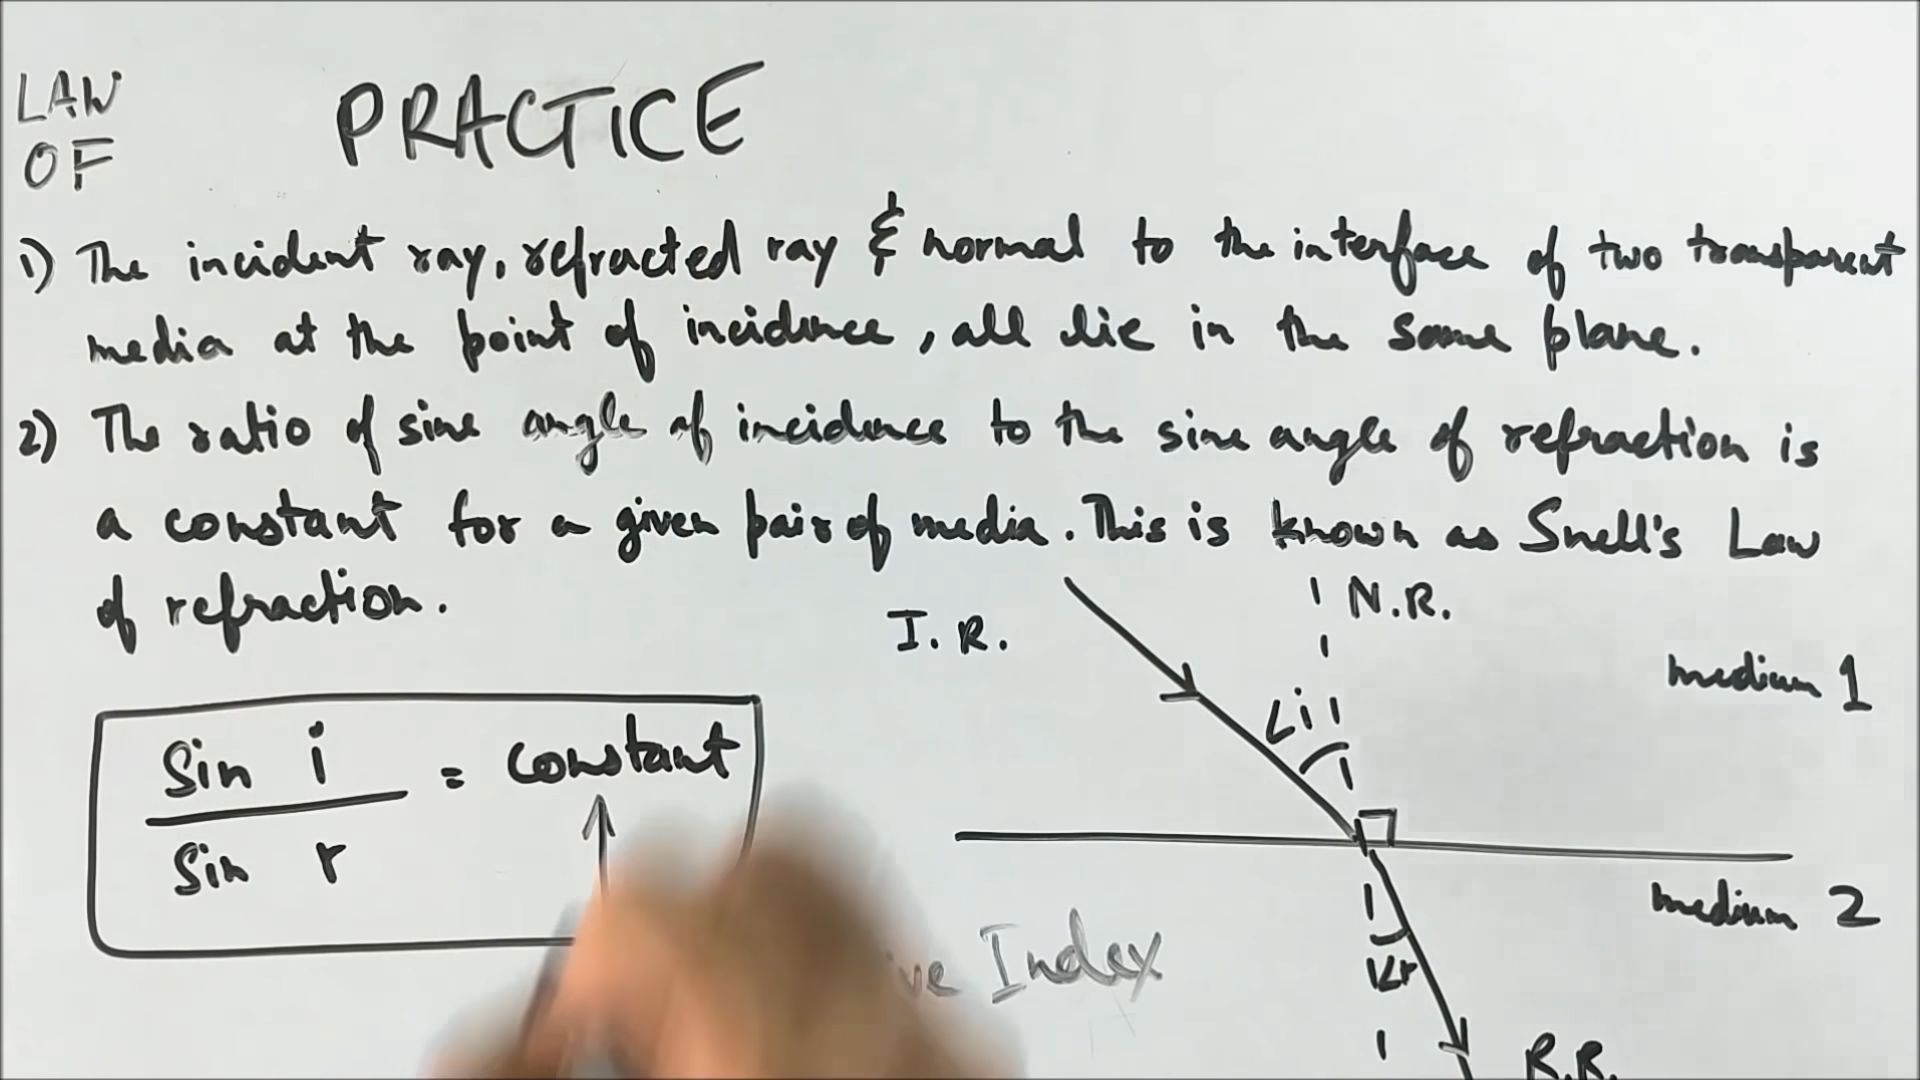 LAW
OF
PRACTICE
1) The incident ray, refracted ray & normal to the interface of two transparent
media at the point of incidence, all lie in the same plane.
2) The ratio of sine angle of incidence to the sine angle of refraction is
a constant for a given pair of media. This is known as Snell's Law
of refraction.
I. R.
N.R.
medium 1
∠i
sin i
= constant
sin r
medium 2
Index
∠r
R.R.